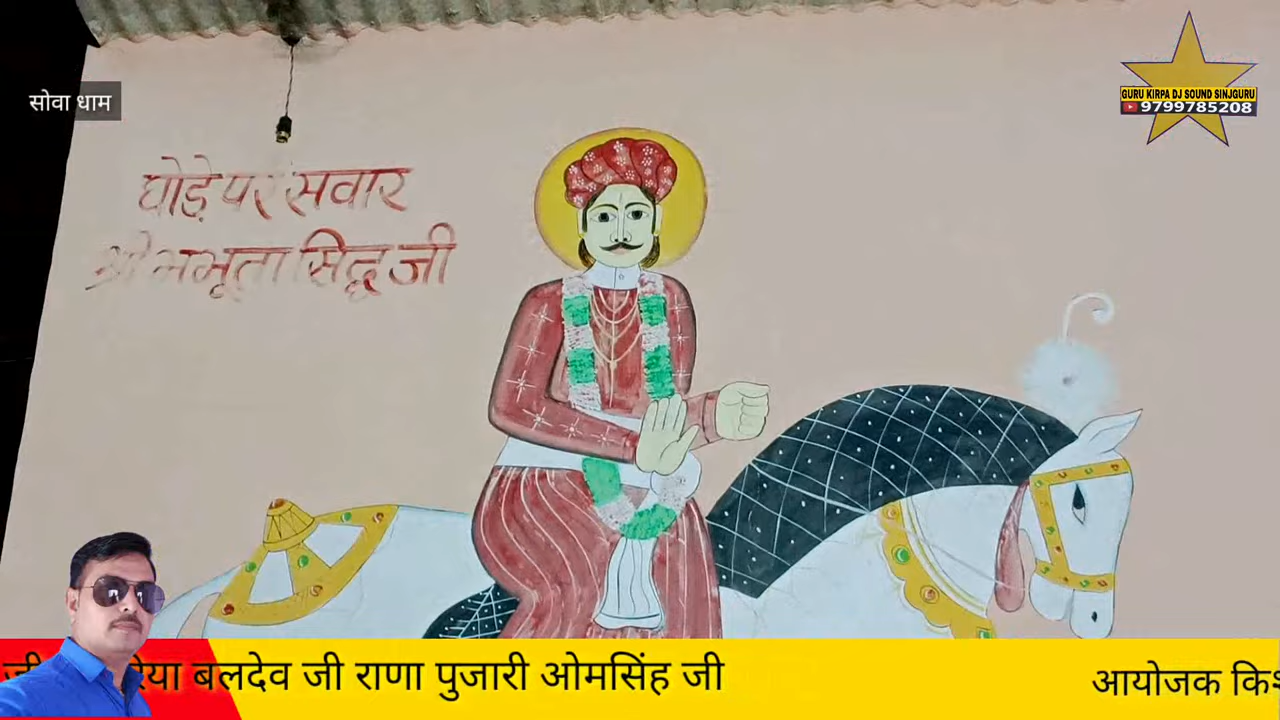 सोवा धाम
GURU KIRPA DJ SOUND SINJGURU
9799785208
घोड़े पर सवार
श्री भभूता सिद्ध जी
जी
बलदेव जी राणा पुजारी ओमसिंह जी
आयोजक